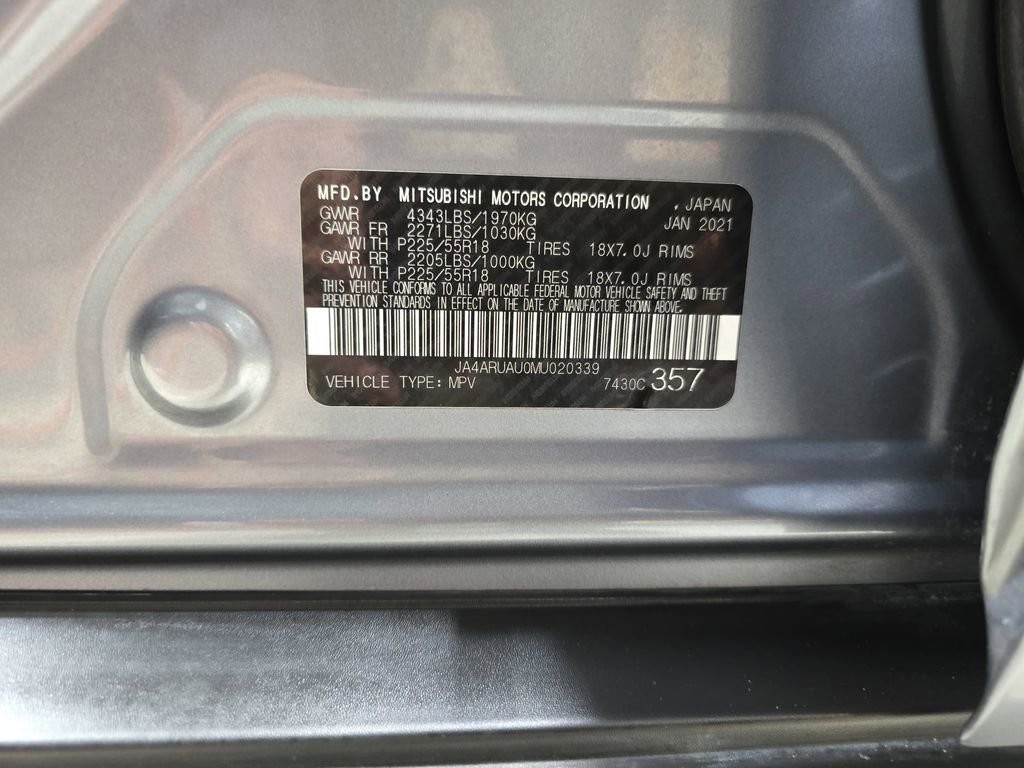 MFD.BY MITSUBISHI MOTORS CORPORATION , JAPAN
GVWR 4343LBS/1970KG JAN 2021
GAWR FR 2271LBS/1030KG
WITH P225/55R18 TIRES 18X7.0J RIMS
GAWR RR 2205LBS/1000KG
WITH P225/55R18 TIRES 18X7.0J RIMS
THIS VEHICLE CONFORMS TO ALL APPLICABLE FEDERAL MOTOR VEHICLE SAFETY AND THEFT
PREVENTION STANDARDS IN EFFECT ON THE DATE OF MANUFACTURE SHOWN ABOVE.
JA4ARUAU0MU020339
VEHICLE TYPE: MPV 7430C 357